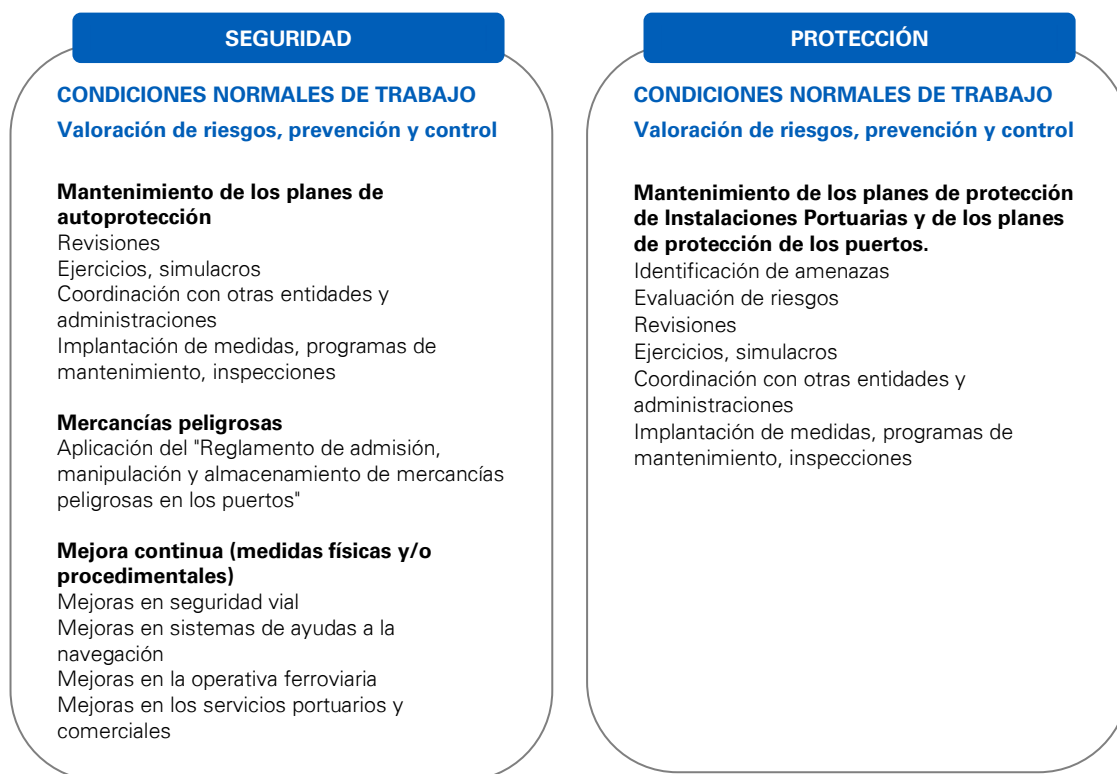 SEGURIDAD
CONDICIONES NORMALES DE TRABAJO
Valoración de riesgos, prevención y control
Mantenimiento de los planes de
autoprotección
Revisiones
Ejercicios, simulacros
Coordinación con otras entidades y
administraciones
Implantación de medidas, programas de
mantenimiento, inspecciones
Mercancías peligrosas
Aplicación del "Reglamento de admisión,
manipulación y almacenamiento de mercancías
peligrosas en los puertos"
Mejora continua (medidas físicas y/o
procedimentales)
Mejoras en seguridad vial
Mejoras en sistemas de ayudas a la
navegación
Mejoras en la operativa ferroviaria
Mejoras en los servicios portuarios y
comerciales
PROTECCIÓN
CONDICIONES NORMALES DE TRABAJO
Valoración de riesgos, prevención y control
Mantenimiento de los planes de protección
de Instalaciones Portuarias y de los planes
de protección de los puertos.
Identificación de amenazas
Evaluación de riesgos
Revisiones
Ejercicios, simulacros
Coordinación con otras entidades y
administraciones
Implantación de medidas, programas de
mantenimiento, inspecciones